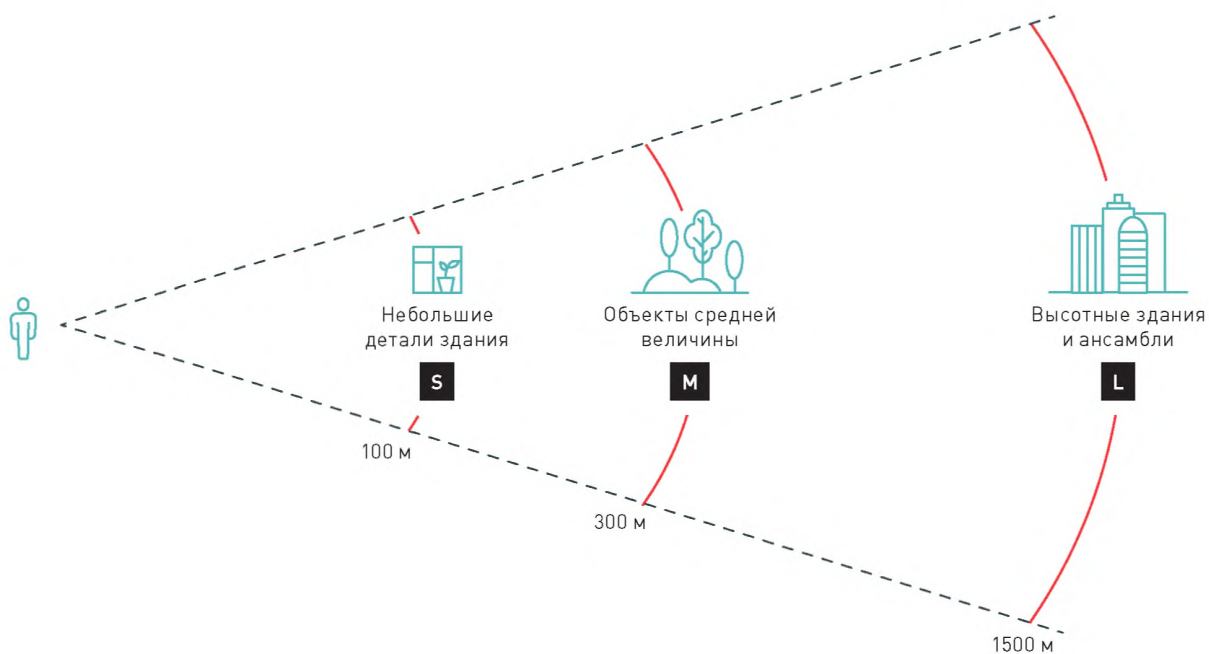 Небольшие
детали здания
S
100 м
Объекты средней
величины
M
300 м
Высотные здания
и ансамбли
L
1500 м